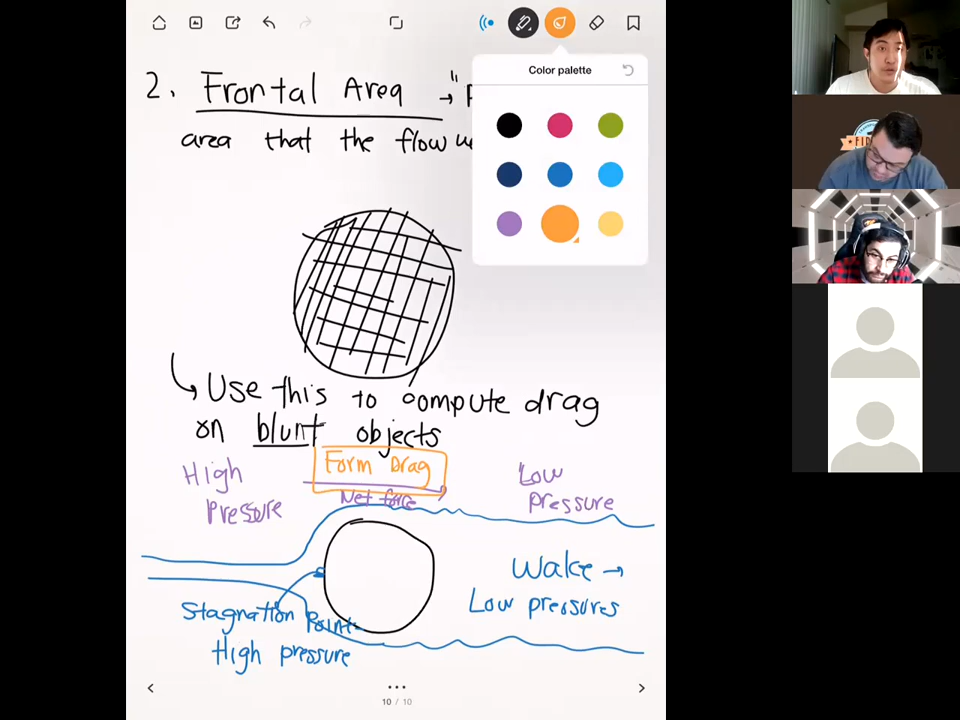 Color palette
2. Frontal Area →"
area that the flow
↳ Use this to compute drag
on blunt objects
High
Pressure
Form Drag
Net force
Low
Pressure
Wake →
Low pressures
Stagnation Point
High pressure
10 / 10